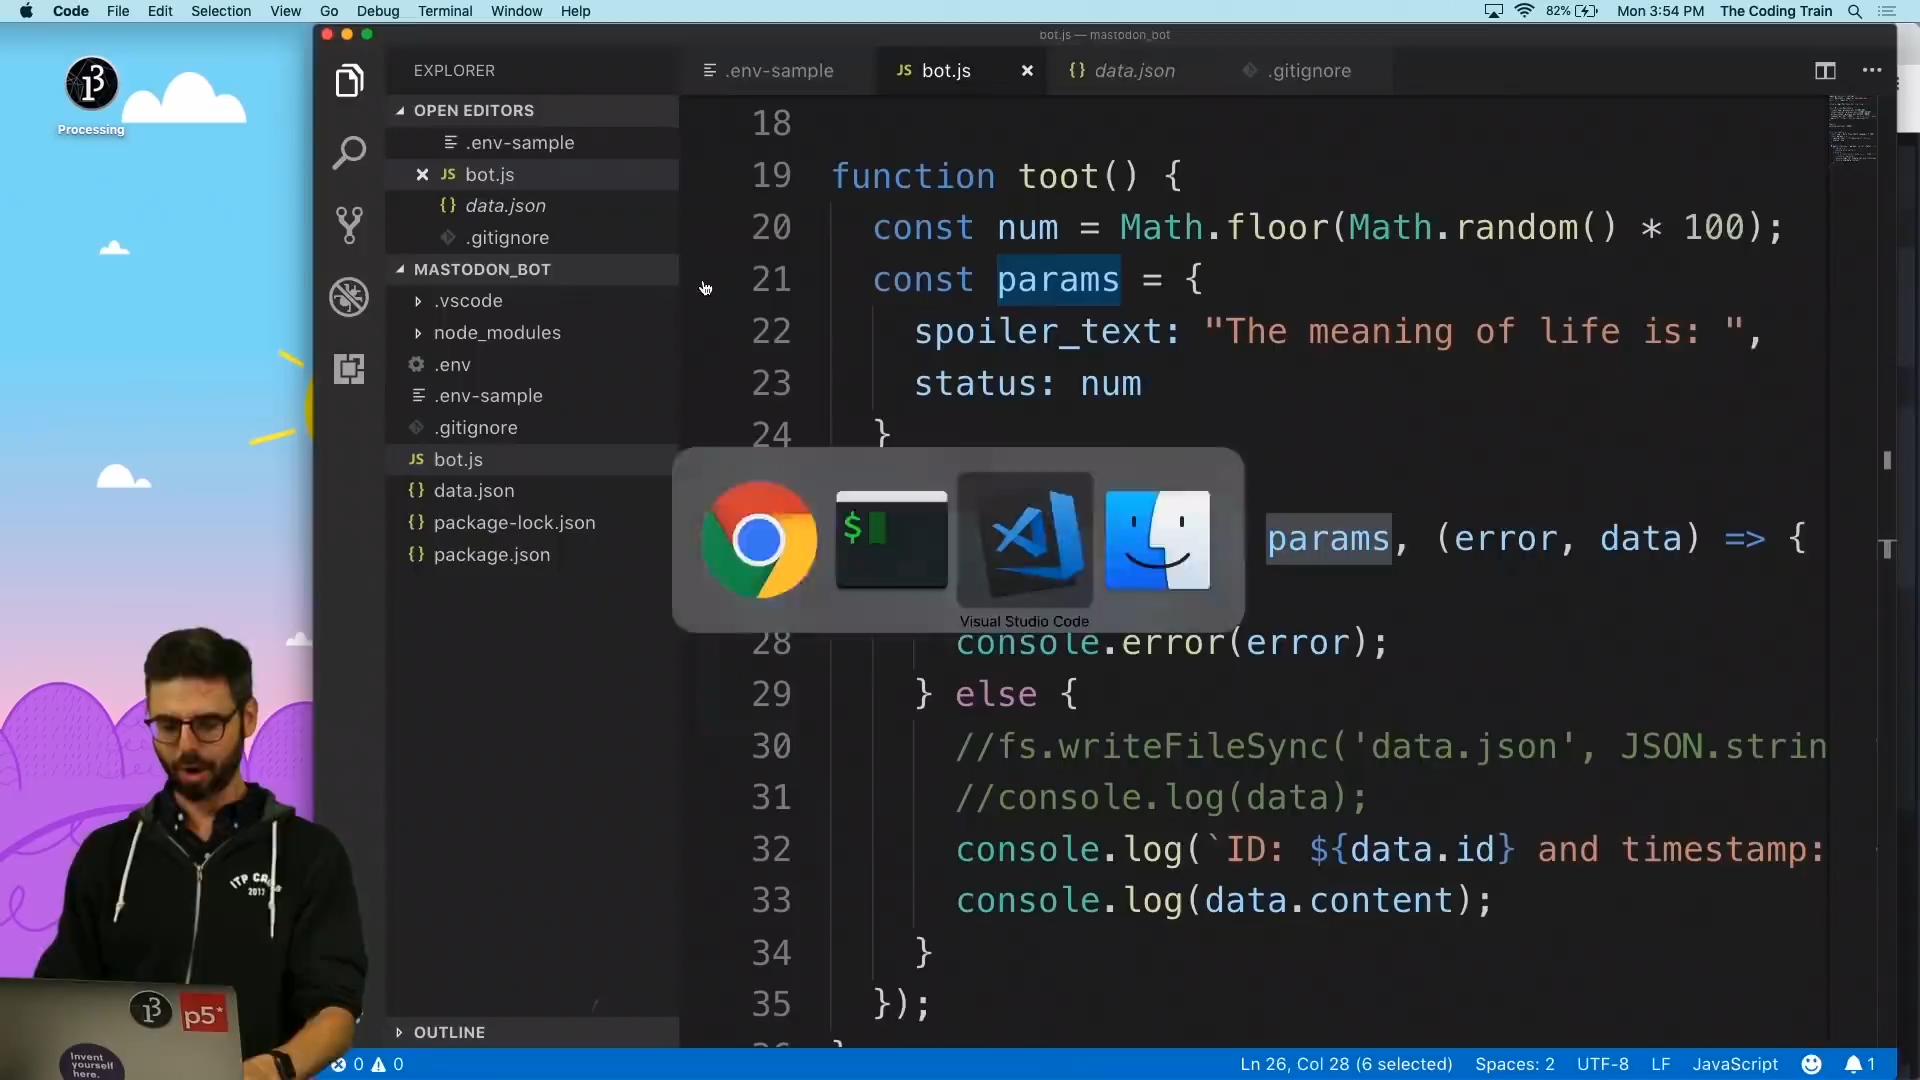 Code File Edit Selection View Go Debug Terminal Window Help 82% Mon 3:54 PM The Coding Train
bot.js — mastodon_bot
Processing
EXPLORER
OPEN EDITORS
.env-sample
JS bot.js
{} data.json
.gitignore
MASTODON_BOT
.vscode
node_modules
.env
.env-sample
.gitignore
JS bot.js
{} data.json
{} package-lock.json
{} package.json
OUTLINE
.env-sample JS bot.js {} data.json .gitignore
18
19 function toot() {
20 const num = Math.floor(Math.random() * 100);
21 const params = {
22 spoiler_text: "The meaning of life is: ",
23 status: num
24 }
params, (error, data) => {
28 console.error(error);
29 } else {
30 //fs.writeFileSync('data.json', JSON.strin
31 //console.log(data);
32 console.log(`ID: ${data.id} and timestamp:
33 console.log(data.content);
34 }
35 });
$
Visual Studio Code
ITP CAMP
2017
p5*
Invent
yourself
here.
0 0 Ln 26, Col 28 (6 selected) Spaces: 2 UTF-8 LF JavaScript 1